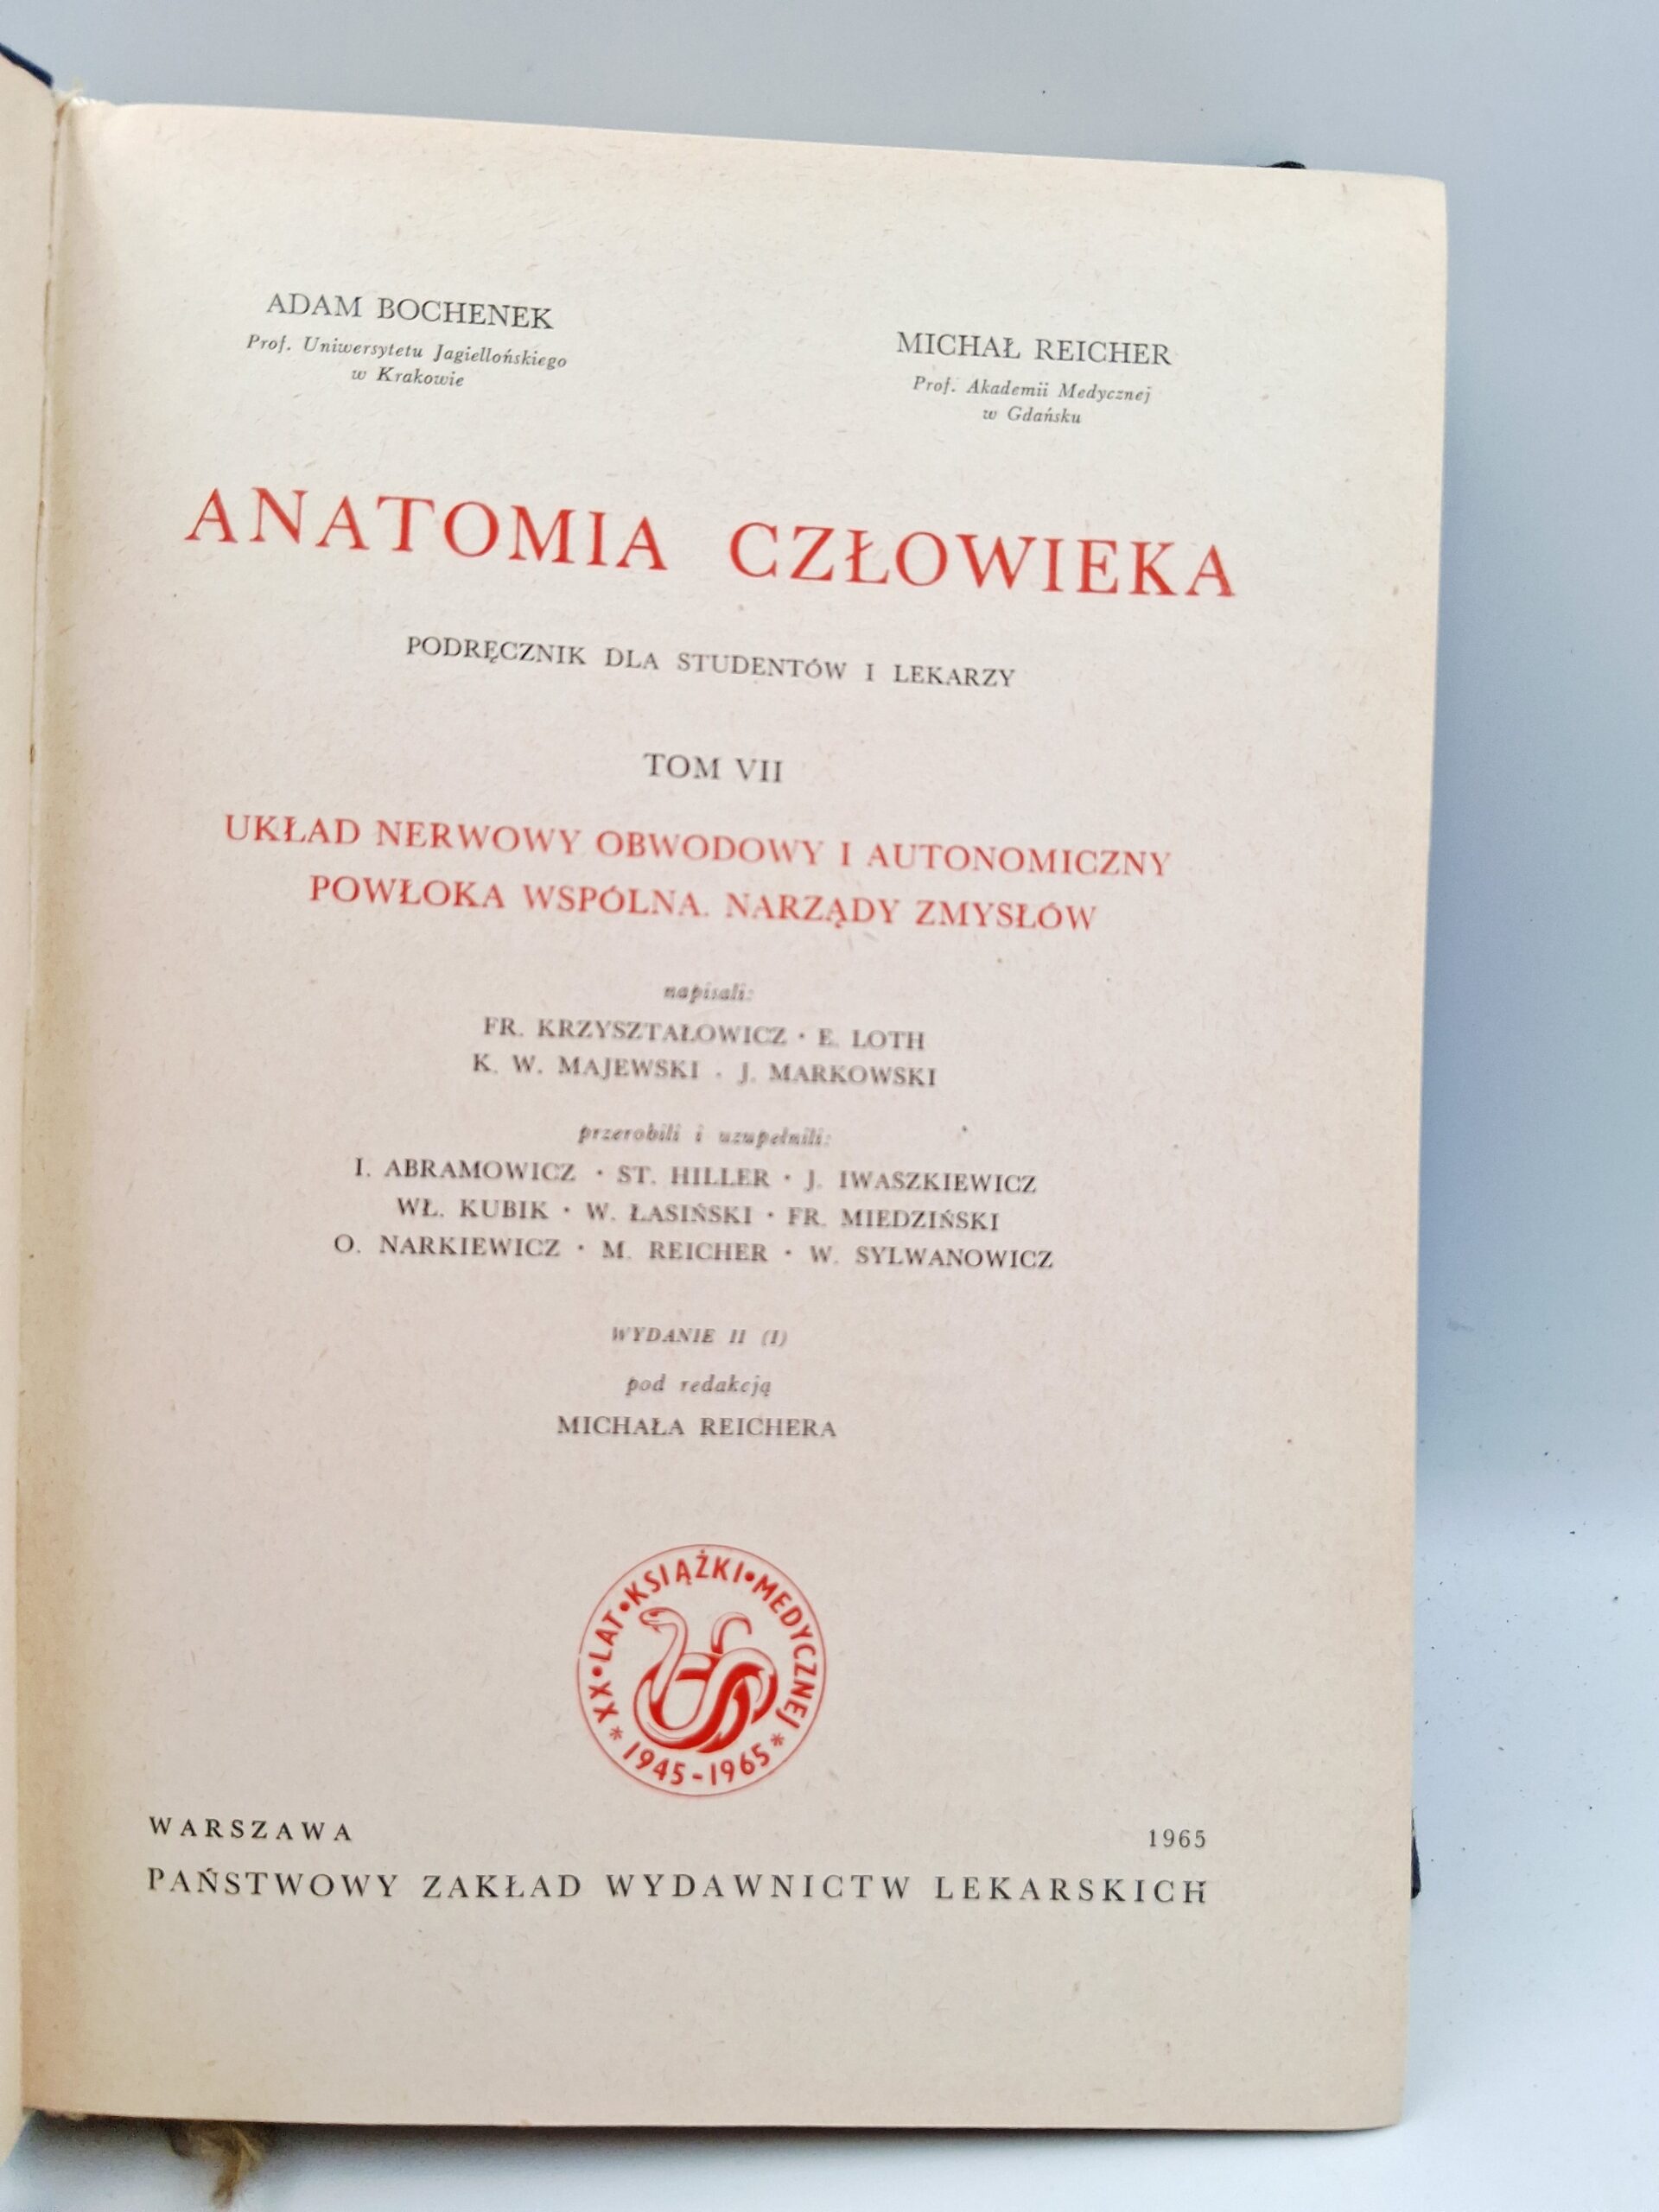 ADAM BOCHENEK
Prof. Uniwersytetu Jagiellońskiego
w Krakowie
MICHAŁ REICHER
Prof. Akademii Medycznej
w Gdańsku
ANATOMIA CZŁOWIEKA
PODRĘCZNIK DLA STUDENTÓW I LEKARZY
TOM VII
UKŁAD NERWOWY OBWODOWY I AUTONOMICZNY
POWŁOKA WSPÓLNA. NARZĄDY ZMYSŁÓW
napisali:
FR. KRZYSZTAŁOWICZ · E. LOTH
K. W. MAJEWSKI · J. MARKOWSKI
przerobili i uzupełnili:
I. ABRAMOWICZ · ST. HILLER · J. IWASZKIEWICZ
WŁ. KUBIK · W. ŁASIŃSKI · FR. MIEDZIŃSKI
O. NARKIEWICZ · M. REICHER · W. SYLWANOWICZ
WYDANIE II (I)
pod redakcją
MICHAŁA REICHERA
XX•LAT•KSIĄŻKI•MEDYCZNEJ
* 1945-1965 *
WARSZAWA 1965
PAŃSTWOWY ZAKŁAD WYDAWNICTW LEKARSKICH